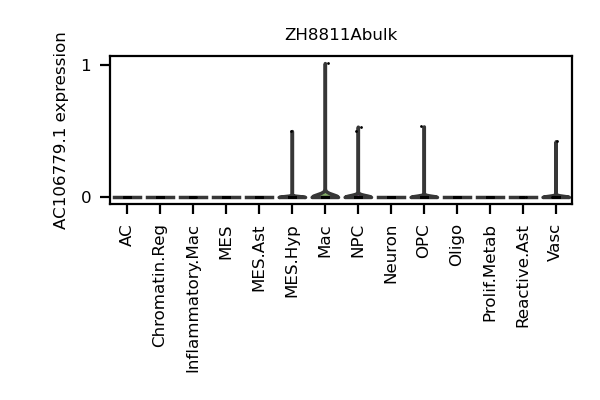 ZH8811Abulk
AC106779.1 expression
1
0
AC
Chromatin.Reg
Inflammatory.Mac
MES
MES.Ast
MES.Hyp
Mac
NPC
Neuron
OPC
Oligo
Prolif.Metab
Reactive.Ast
Vasc